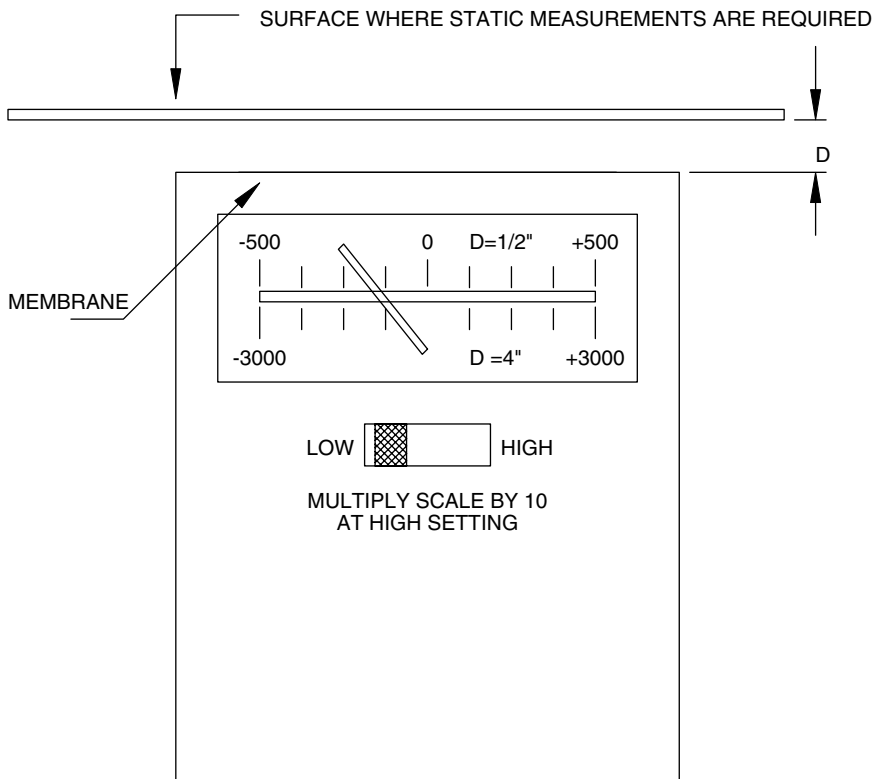 SURFACE WHERE STATIC MEASUREMENTS ARE REQUIRED
D
-500 0 D=1/2" +500
MEMBRANE
-3000 D =4" +3000
LOW HIGH
MULTIPLY SCALE BY 10
AT HIGH SETTING